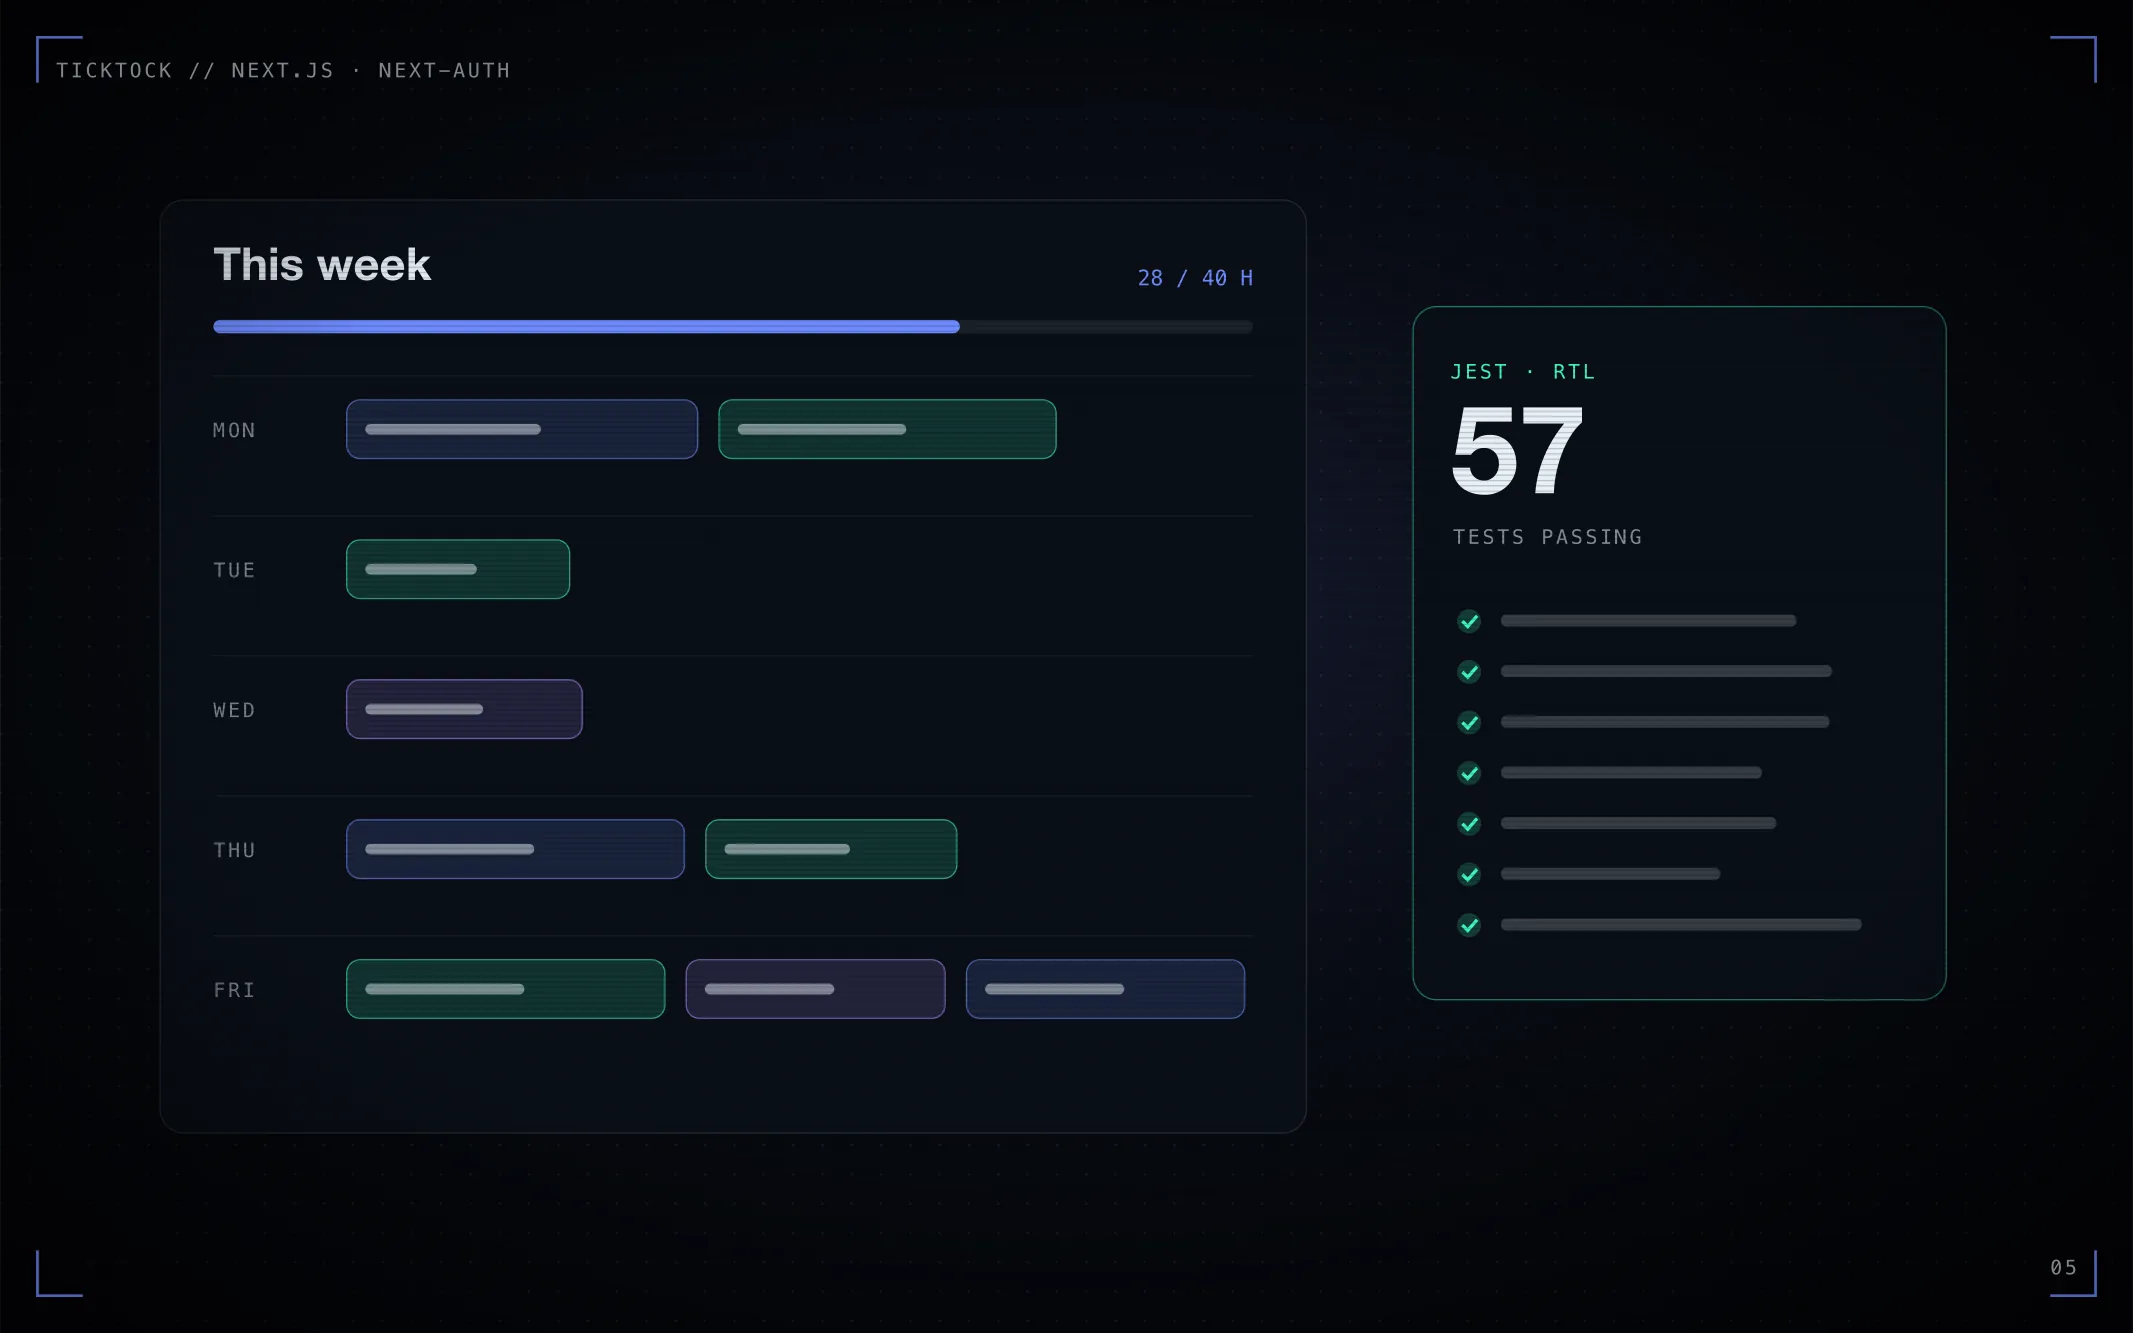 TICKTOCK // NEXT.JS · NEXT-AUTH
This week
28 / 40 H
MON
TUE
WED
THU
FRI
JEST · RTL
57
TESTS PASSING
05